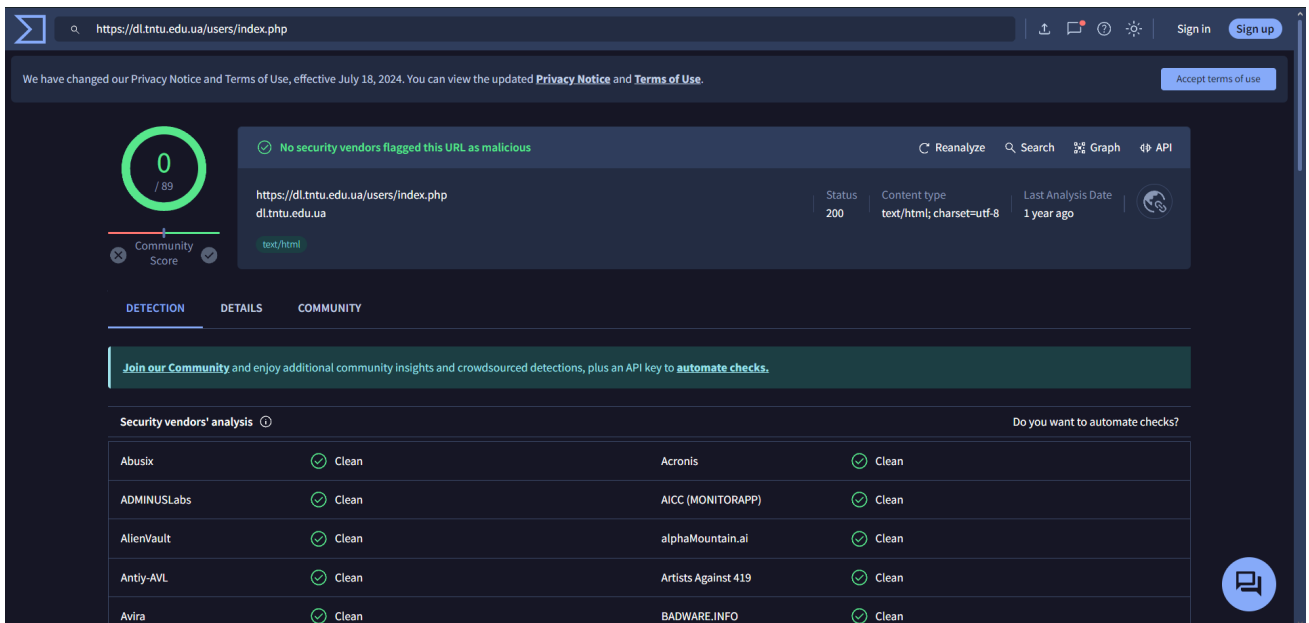 https://dl.tntu.edu.ua/users/index.php
Sign in
Sign up
We have changed our Privacy Notice and Terms of Use, effective July 18, 2024. You can view the updated Privacy Notice and Terms of Use.
Accept terms of use
0
/ 89
Community
Score
No security vendors flagged this URL as malicious
Reanalyze
Search
Graph
API
https://dl.tntu.edu.ua/users/index.php
dl.tntu.edu.ua
text/html
Status
200
Content type
text/html; charset=utf-8
Last Analysis Date
1 year ago
DETECTION
DETAILS
COMMUNITY
Join our Community and enjoy additional community insights and crowdsourced detections, plus an API key to automate checks.
Security vendors' analysis
Do you want to automate checks?
Abusix Clean Acronis Clean
ADMINUSLabs Clean AICC (MONITORAPP) Clean
AlienVault Clean alphaMountain.ai Clean
Antiy-AVL Clean Artists Against 419 Clean
Avira Clean BADWARE.INFO Clean